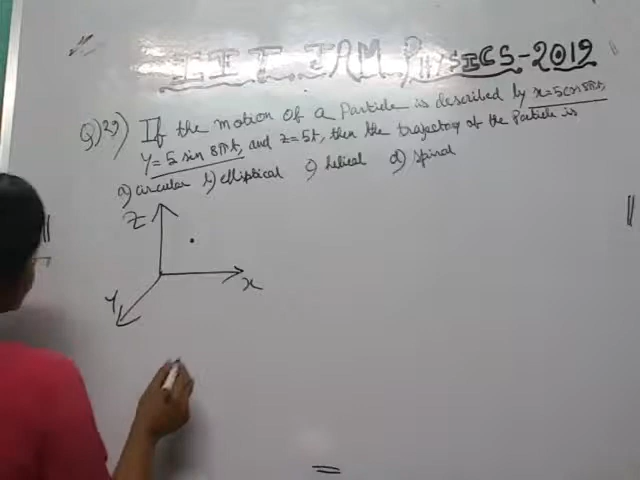 IIT JAM PHYSICS-2012
Q)29) If the motion of a Particle is described by x=5cos8πt,
Y=5 sin 8πt, and z=5t, then the trajectory of the Particle is
a) circular b) elliptical c) helical d) spiral
Z
x
Y